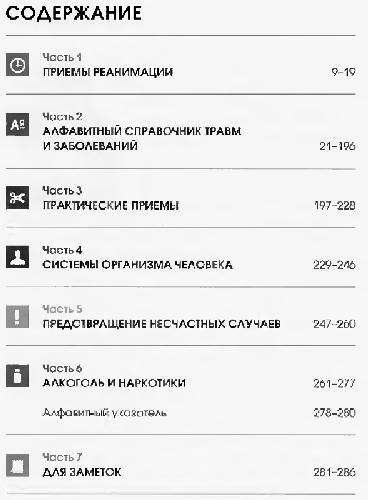 СОДЕРЖАНИЕ
Часть 1
ПРИЕМЫ РЕАНИМАЦИИ 9–19
Часть 2
АЛФАВИТНЫЙ СПРАВОЧНИК ТРАВМ
И ЗАБОЛЕВАНИЙ 21–196
Часть 3
ПРАКТИЧЕСКИЕ ПРИЕМЫ 197–228
Часть 4
СИСТЕМЫ ОРГАНИЗМА ЧЕЛОВЕКА 229–246
Часть 5
ПРЕДОТВРАЩЕНИЕ НЕСЧАСТНЫХ СЛУЧАЕВ 247–260
Часть 6
АЛКОГОЛЬ И НАРКОТИКИ 261–277
Алфавитный указатель 278–280
Часть 7
ДЛЯ ЗАМЕТОК 281–286